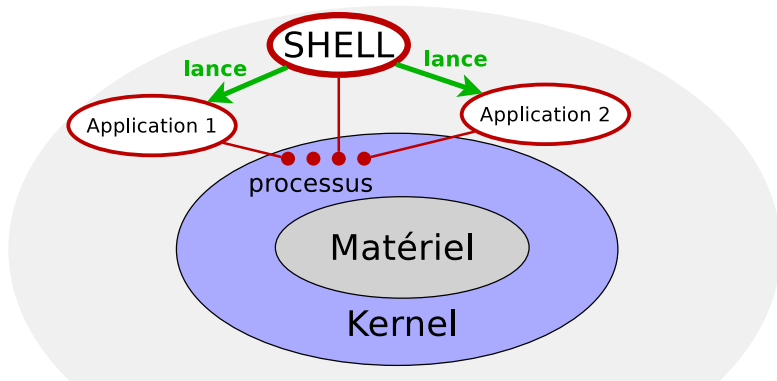 SHELL
lance
lance
Application 1
Application 2
processus
Matériel
Kernel